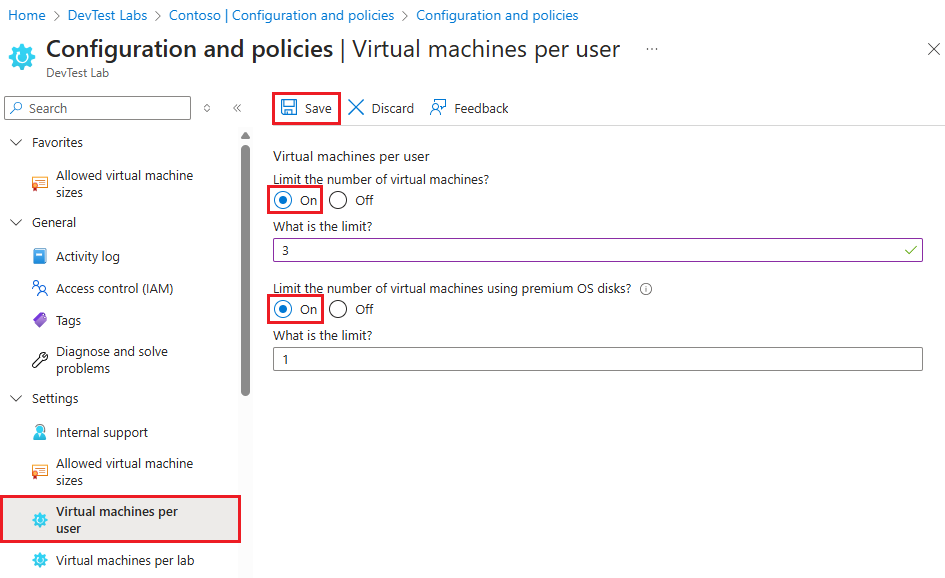 Home > DevTest Labs > Contoso | Configuration and policies > Configuration and policies
Configuration and policies | Virtual machines per user ...
DevTest Lab
Search
Save Discard Feedback
Favorites
Allowed virtual machine
sizes
General
Activity log
Access control (IAM)
Tags
Diagnose and solve
problems
Settings
Internal support
Allowed virtual machine
sizes
Virtual machines per
user
Virtual machines per lab
Virtual machines per user
Limit the number of virtual machines?
On Off
What is the limit?
3
Limit the number of virtual machines using premium OS disks?
On Off
What is the limit?
1